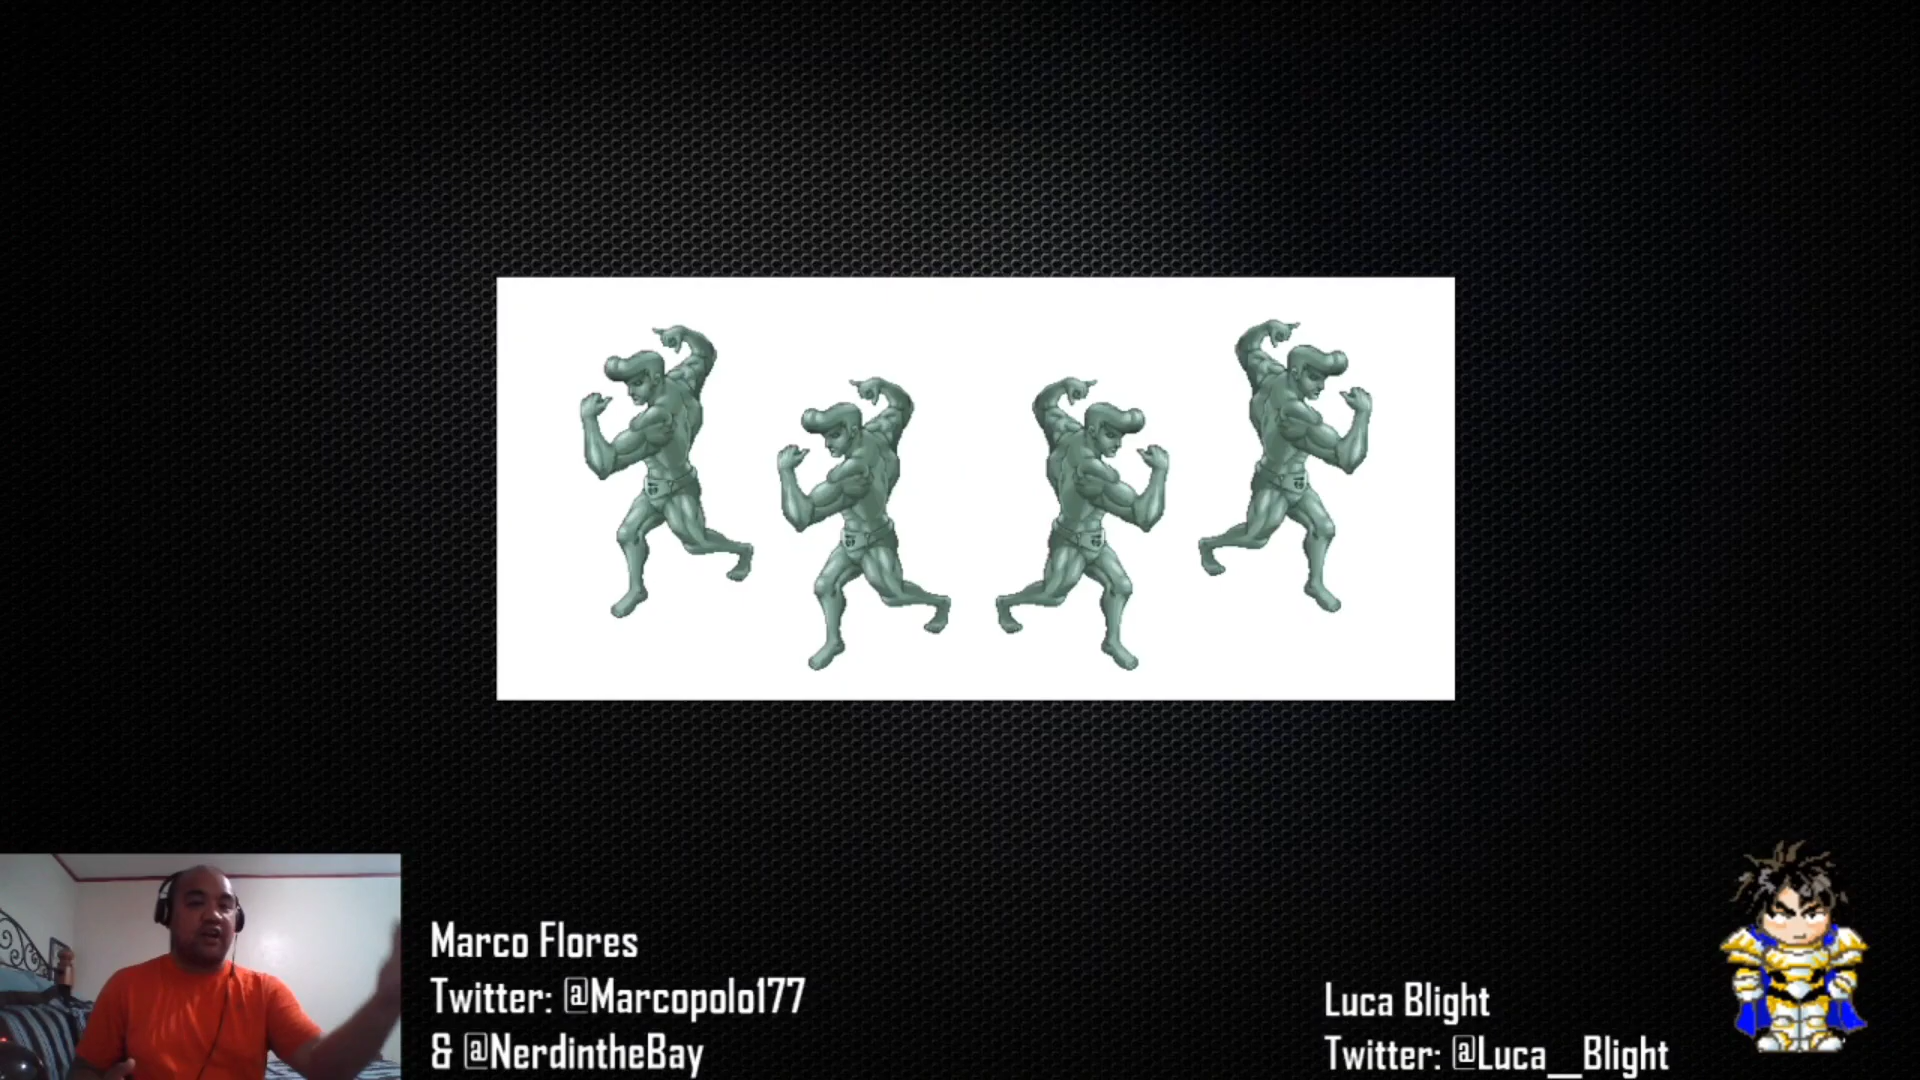 Marco Flores
Twitter: @Marcopolo177
& @NerdintheBay
Luca Blight
Twitter: @Luca__Blight